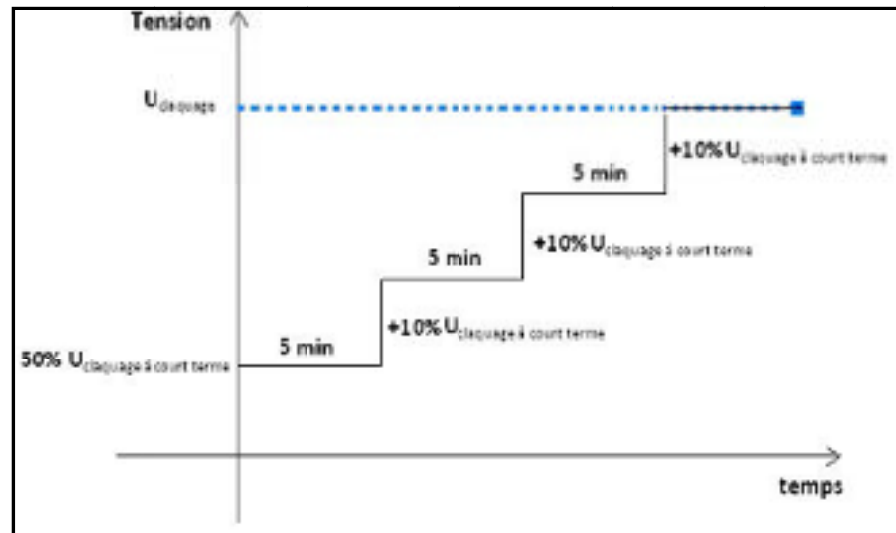 Tension
U claquage
+10% U claquage à court terme
5 min
+10% U claquage à court terme
5 min
+10% U claquage à court terme
5 min
50% U claquage à court terme
temps